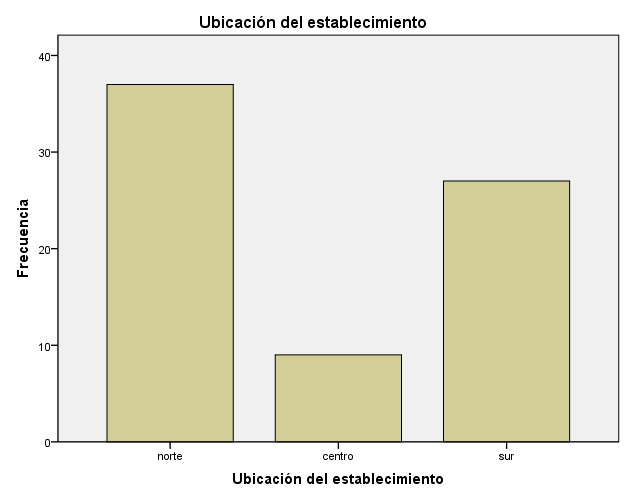 Ubicación del establecimiento
40
30
20
10
0
Frecuencia
norte centro sur
Ubicación del establecimiento